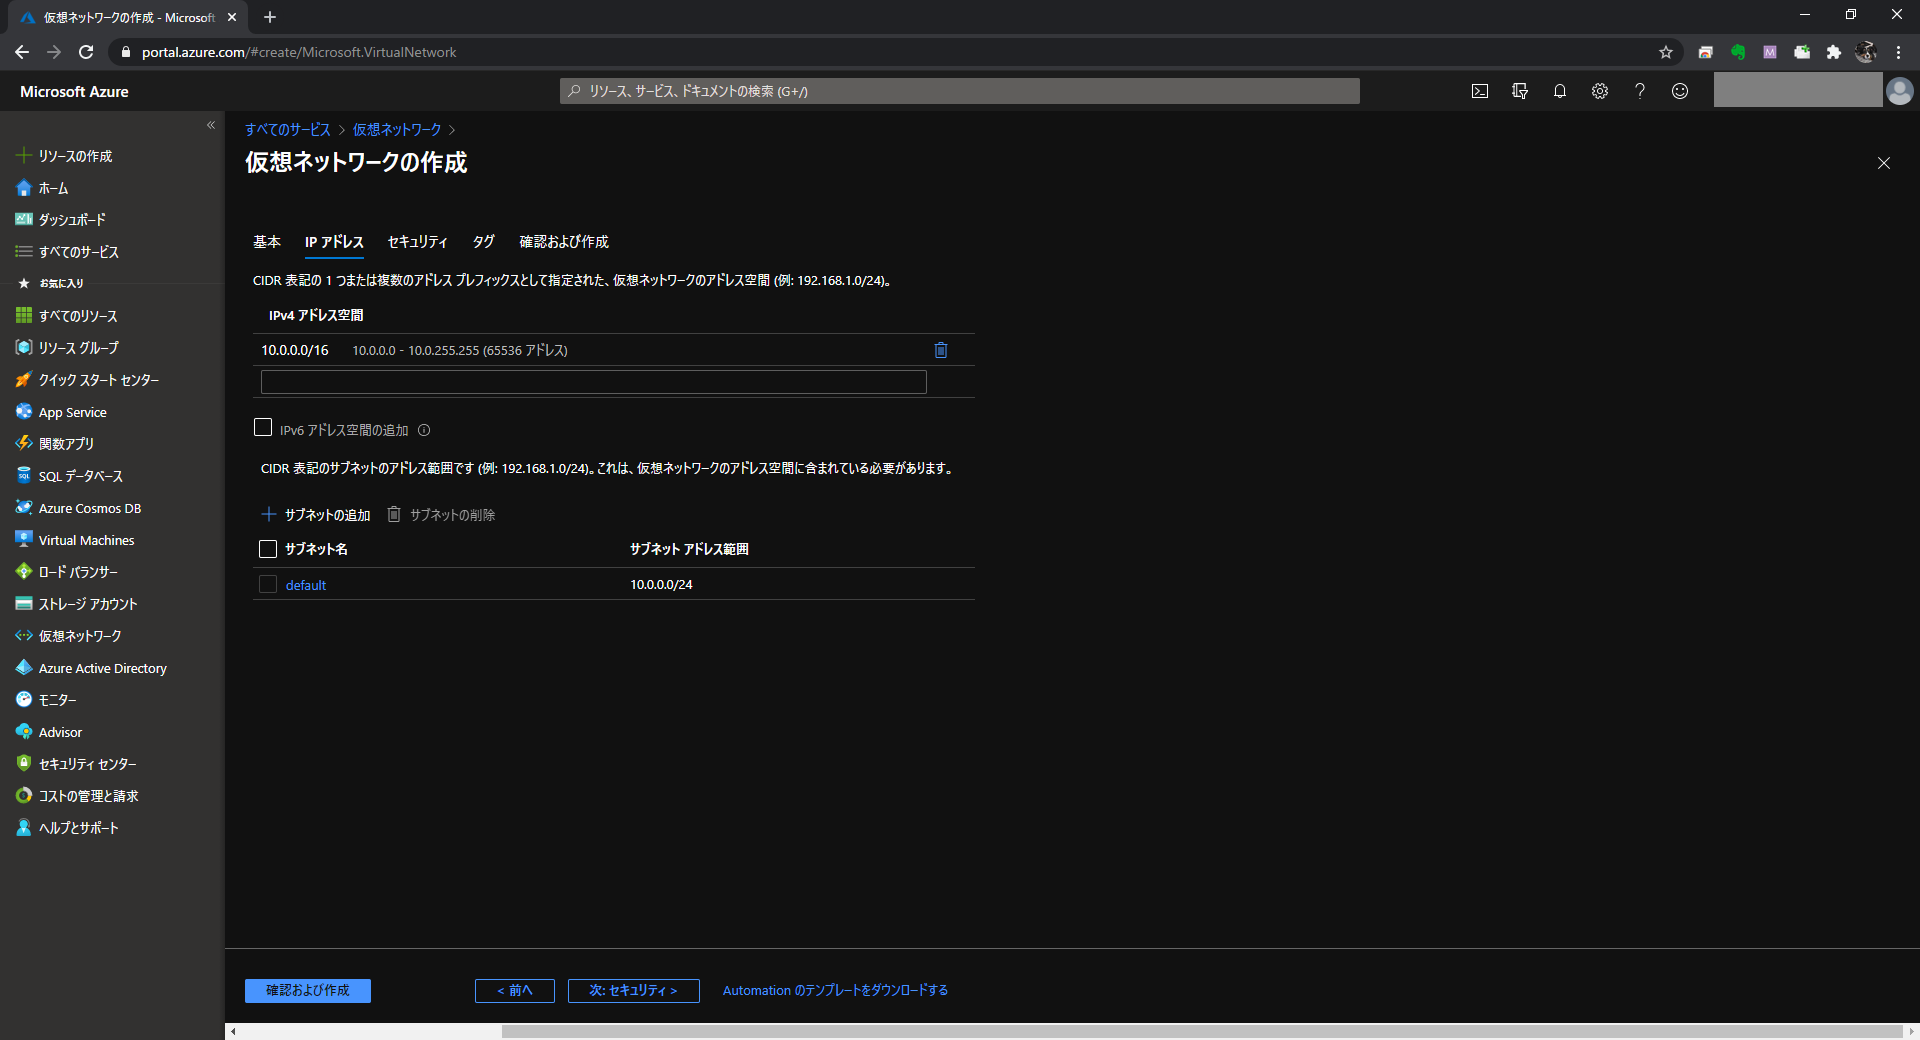 仮想ネットワークの作成 - Microsoft
portal.azure.com/#create/Microsoft.VirtualNetwork
M
Microsoft Azure
リソース、サービス、ドキュメントの検索 (G+/)
リソースの作成
ホーム
ダッシュボード
すべてのサービス
お気に入り
すべてのリソース
リソース グループ
クイック スタート センター
App Service
関数アプリ
SQL データベース
Azure Cosmos DB
Virtual Machines
ロード バランサー
ストレージ アカウント
仮想ネットワーク
Azure Active Directory
モニター
Advisor
セキュリティ センター
コストの管理と請求
ヘルプとサポート
すべてのサービス > 仮想ネットワーク >
仮想ネットワークの作成
基本 IP アドレス セキュリティ タグ 確認および作成
CIDR 表記の 1 つまたは複数のアドレス プレフィックスとして指定された、仮想ネットワークのアドレス空間 (例: 192.168.1.0/24)。
IPv4 アドレス空間
10.0.0.0/16 10.0.0.0 - 10.0.255.255 (65536 アドレス)
IPv6 アドレス空間の追加
CIDR 表記のサブネットのアドレス範囲です (例: 192.168.1.0/24)。これは、仮想ネットワークのアドレス空間に含まれている必要があります。
サブネットの追加 サブネットの削除
サブネット名 サブネット アドレス範囲
default 10.0.0.0/24
確認および作成 < 前へ 次: セキュリティ > Automation のテンプレートをダウンロードする